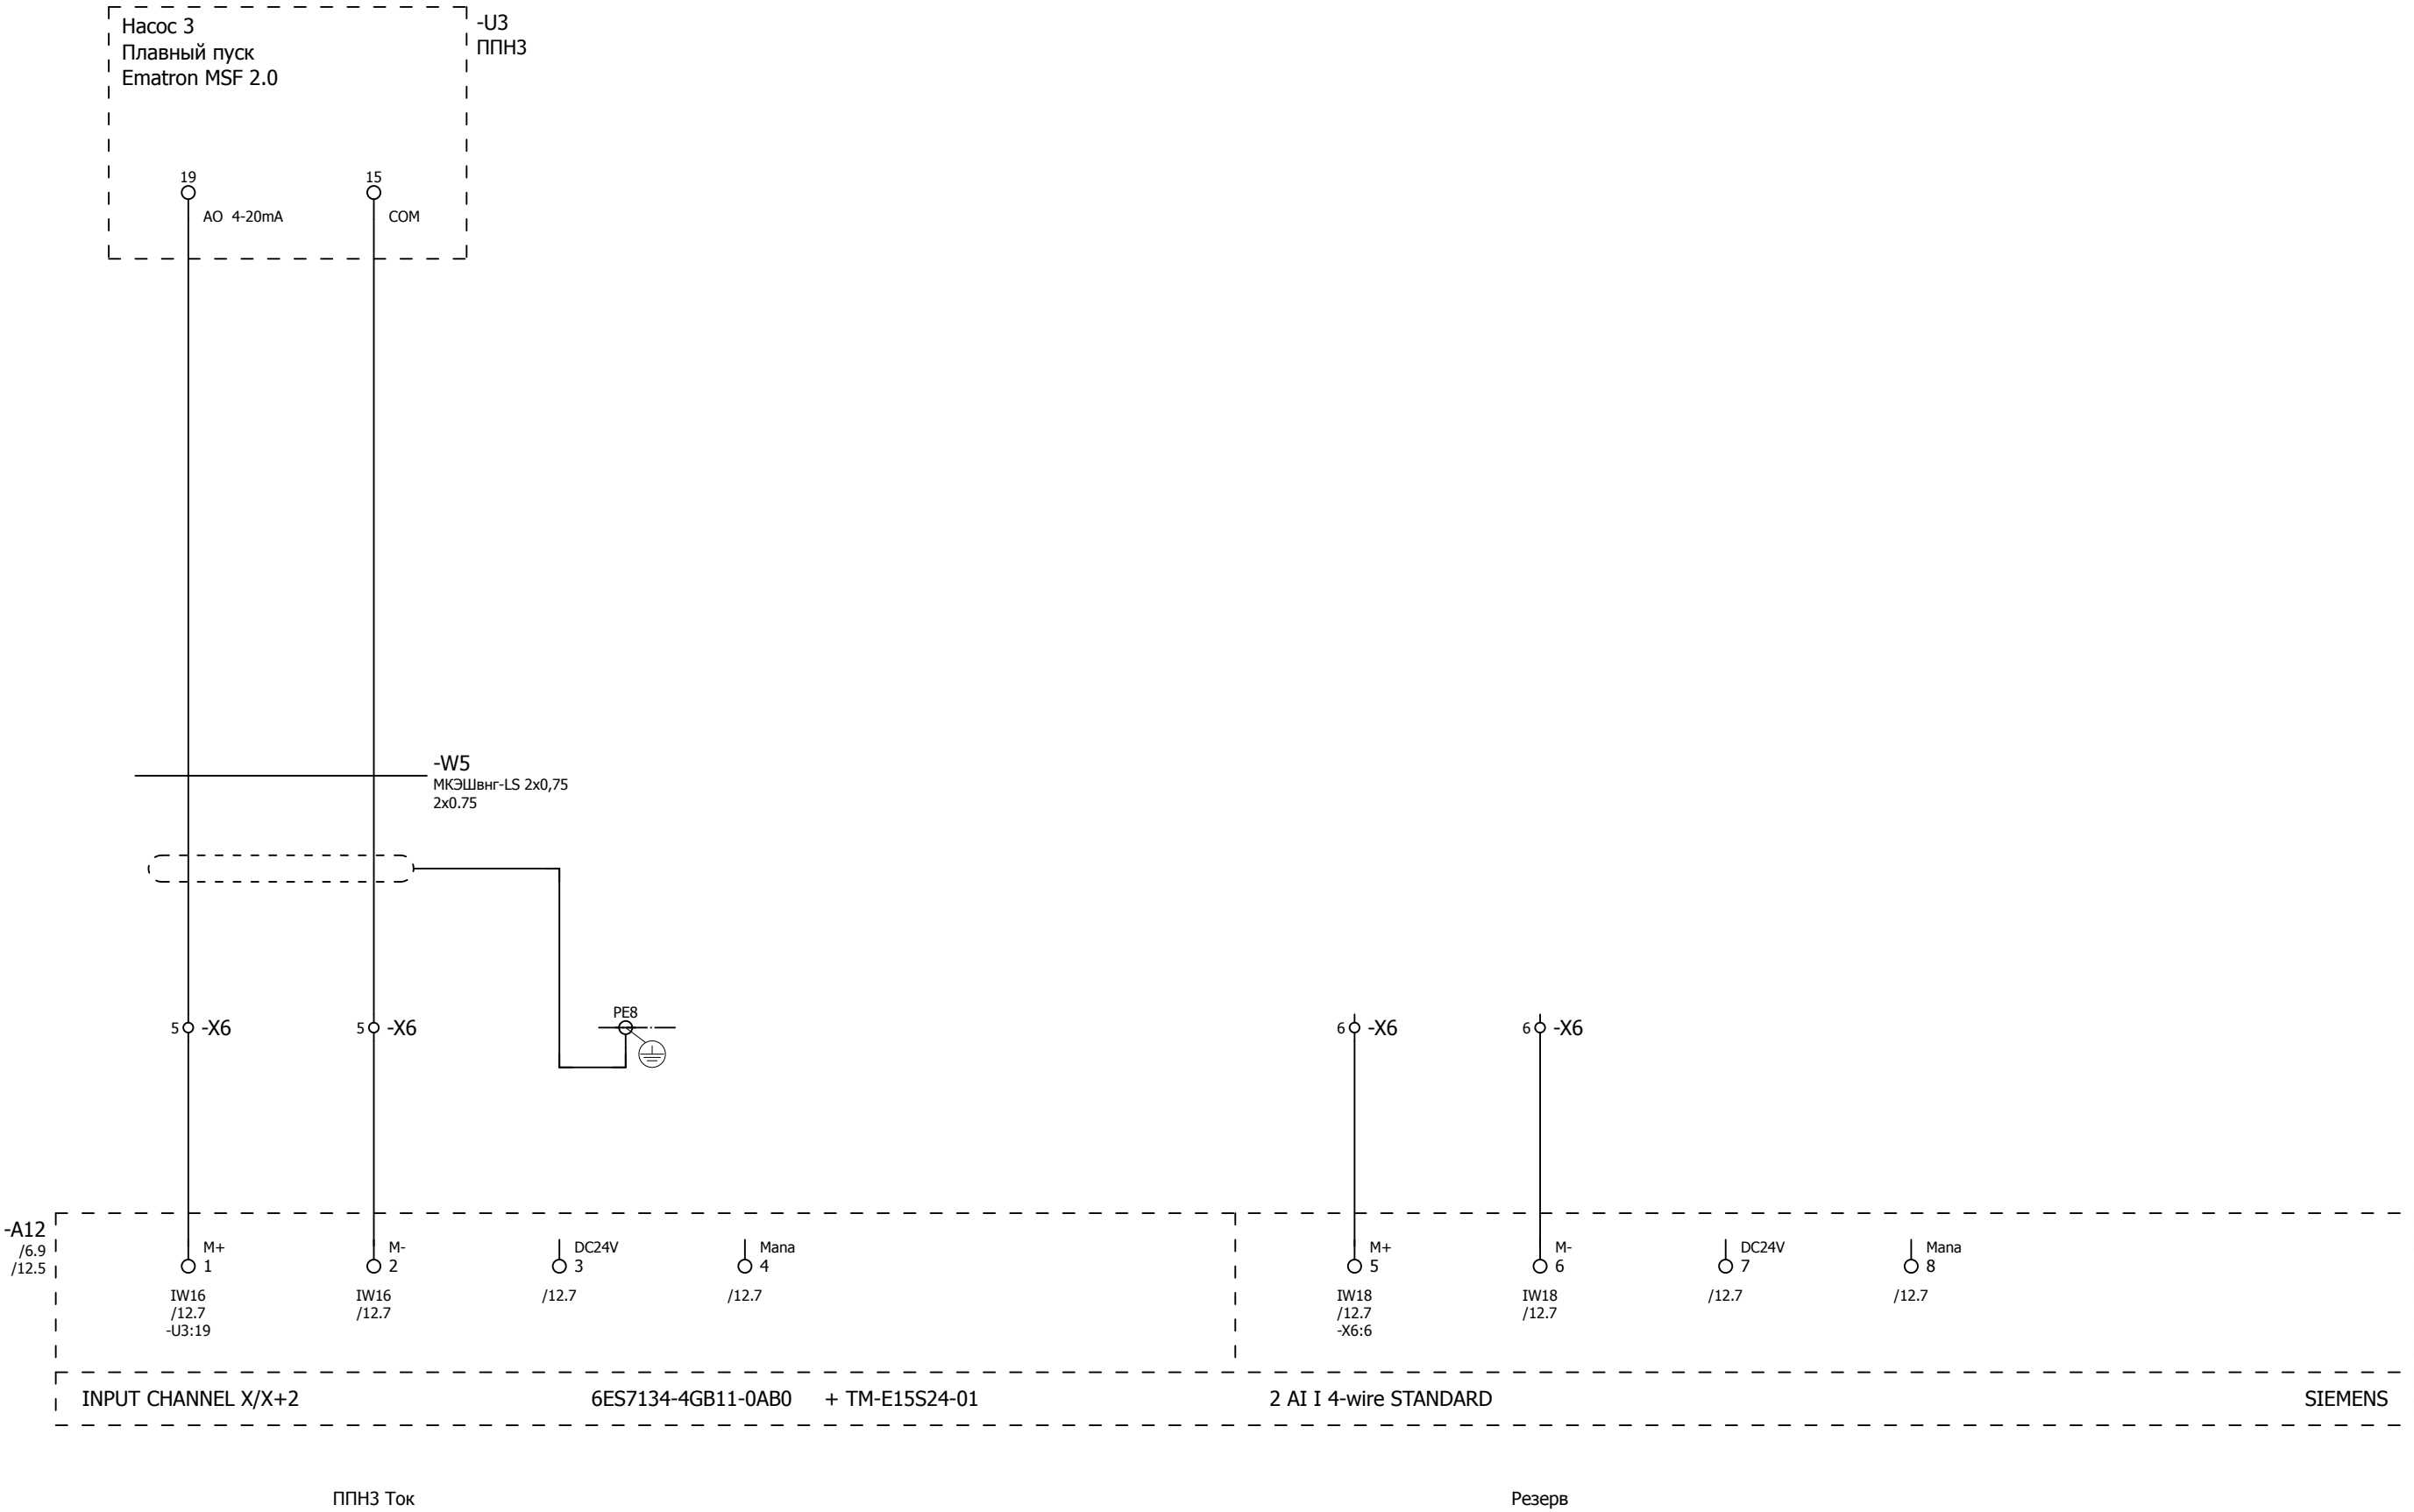 Насос 3
Плавный пуск
Ematron MSF 2.0
-U3
ППН3
19
15
AO 4-20mA
COM
-W5
МКЭШвнг-LS 2x0,75
2x0.75
5
-X6
5
-X6
PE8
6
-X6
6
-X6
-A12
/6.9
/12.5
M+
1
IW16
/12.7
-U3:19
M-
2
IW16
/12.7
DC24V
3
/12.7
Mana
4
/12.7
M+
5
IW18
/12.7
-X6:6
M-
6
IW18
/12.7
DC24V
7
/12.7
Mana
8
/12.7
INPUT CHANNEL X/X+2
6ES7134-4GB11-0AB0 + TM-E15S24-01
2 AI I 4-wire STANDARD
SIEMENS
ППН3 Ток
Резерв